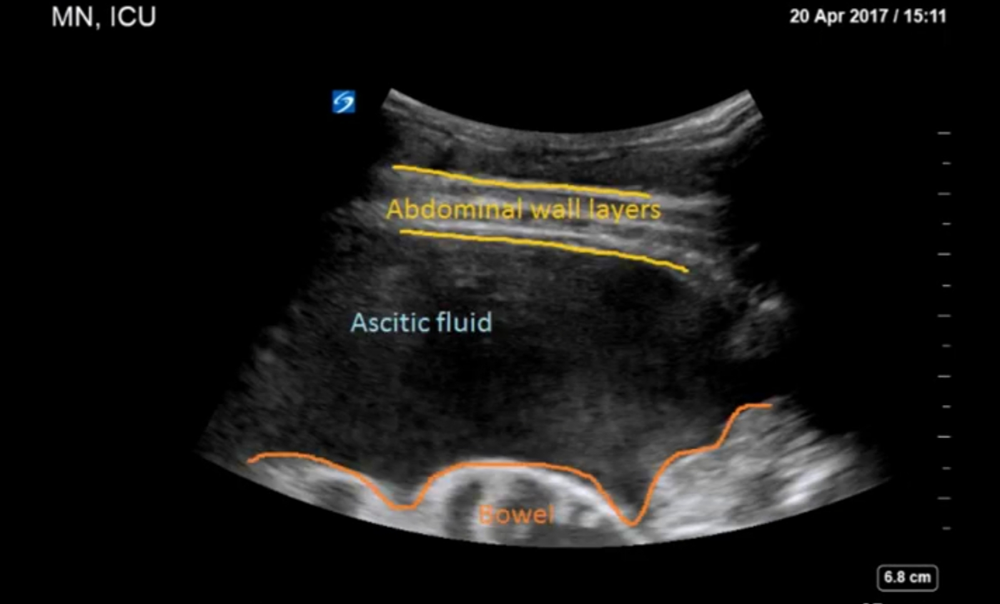 MN, ICU
20 Apr 2017 / 15:11
Abdominal wall layers
Ascitic fluid
Bowel
6.8 cm